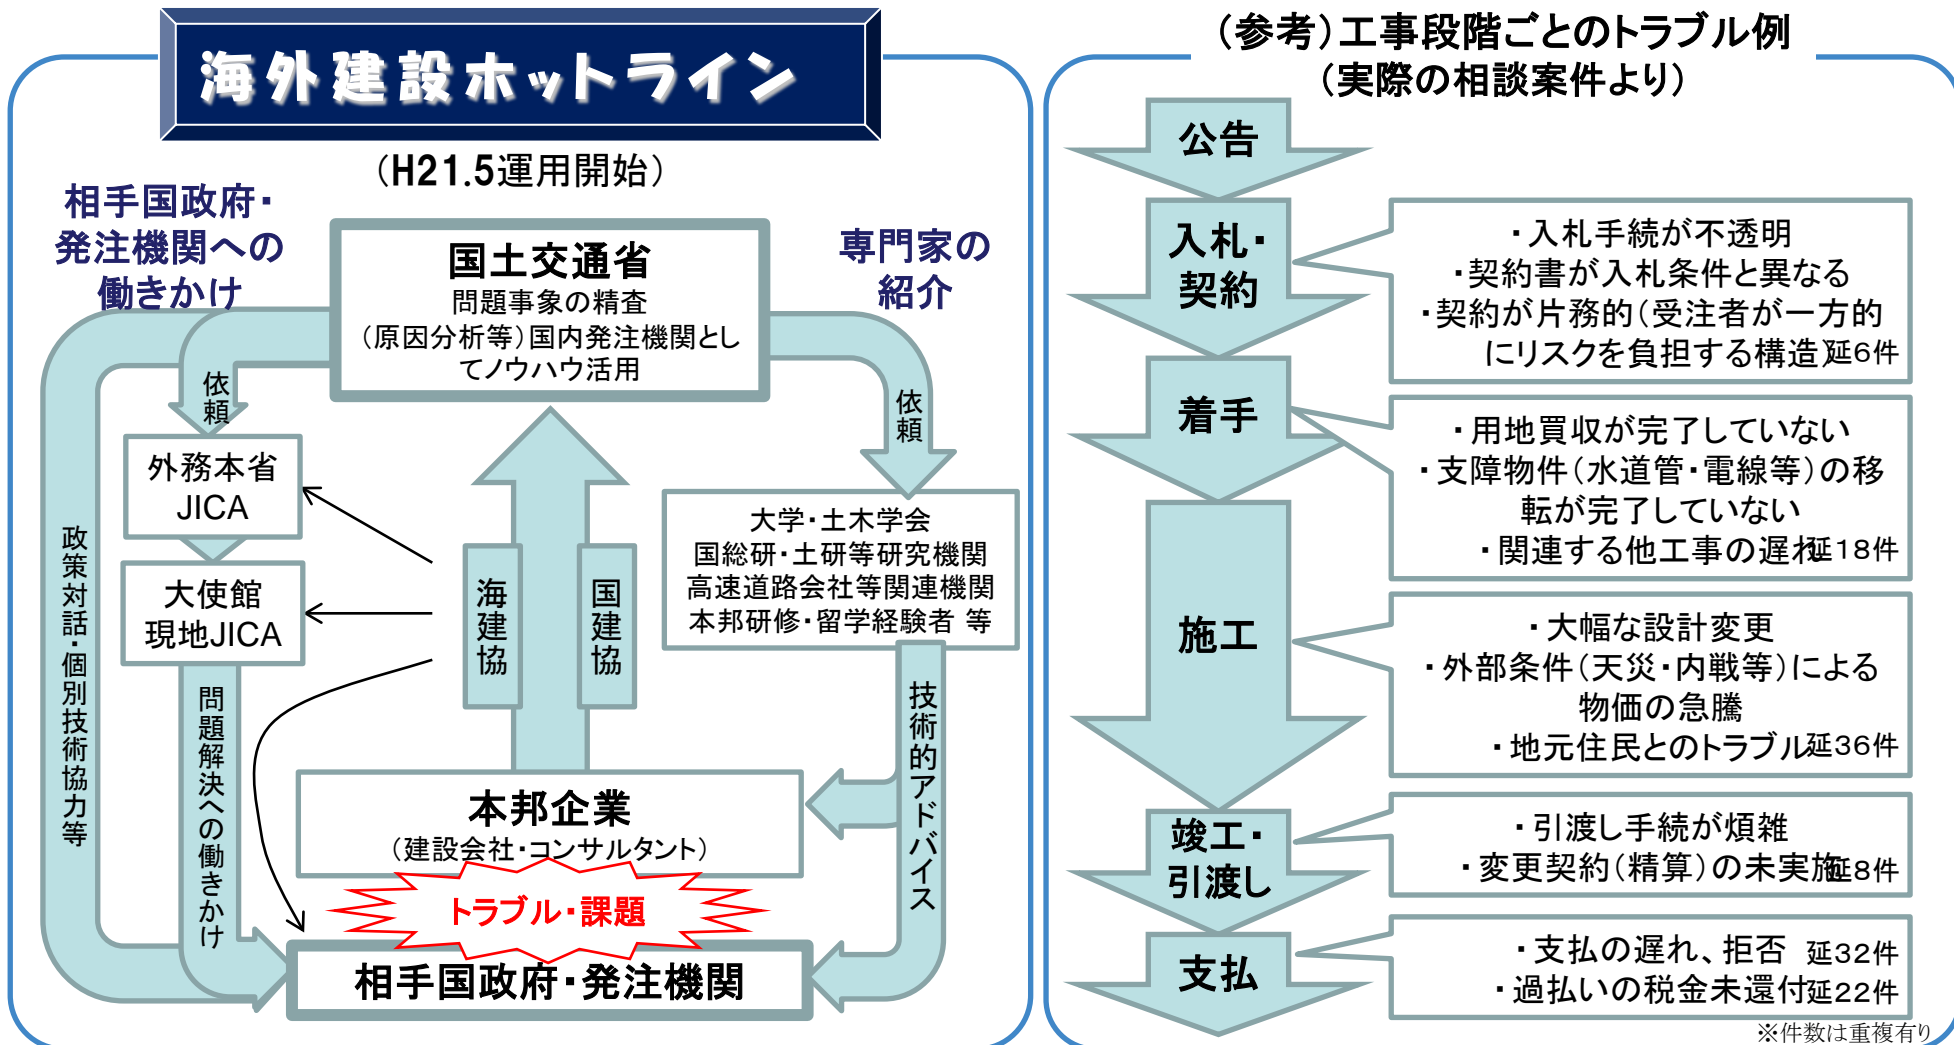 海外建設ホットライン
（H21.5運用開始）
相手国政府・
発注機関への
働きかけ
国土交通省
問題事象の精査
（原因分析等）国内発注機関とし
てノウハウ活用
専門家の
紹介
依頼
依頼
外務本省
JICA
大使館
現地JICA
大学・土木学会
国総研・土研等研究機関
高速道路会社等関連機関
本邦研修・留学経験者 等
海建協
国建協
政策対話・個別技術協力等
問題解決への働きかけ
技術的アドバイス
本邦企業
（建設会社・コンサルタント）
トラブル・課題
相手国政府・発注機関
（参考）工事段階ごとのトラブル例
（実際の相談案件より）
公告
入札・
契約
・入札手続が不透明
・契約書が入札条件と異なる
・契約が片務的（受注者が一方的
にリスクを負担する構造）延6件
着手
・用地買収が完了していない
・支障物件（水道管・電線等）の移
転が完了していない
・関連する他工事の遅れ延18件
施工
・大幅な設計変更
・外部条件（天災・内戦等）による
物価の急騰
・地元住民とのトラブル延36件
竣工・
引渡し
・引渡し手続が煩雑
・変更契約（精算）の未実施延8件
支払
・支払の遅れ、拒否 延32件
・過払いの税金未還付延22件
※件数は重複有り